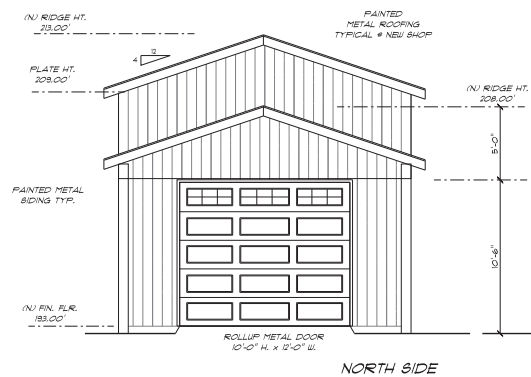 (N) RIDGE HT.
213.00'
PAINTED
METAL ROOFING
TYPICAL @ NEW SHOP
12
4
PLATE HT.
209.00'
(N) RIDGE HT.
208.00'
5'-0"
PAINTED METAL
SIDING TYP.
10'-6"
(N) FIN. FLR.
193.00'
ROLLUP METAL DOOR
10'-0" H. x 12'-0" W.
NORTH SIDE